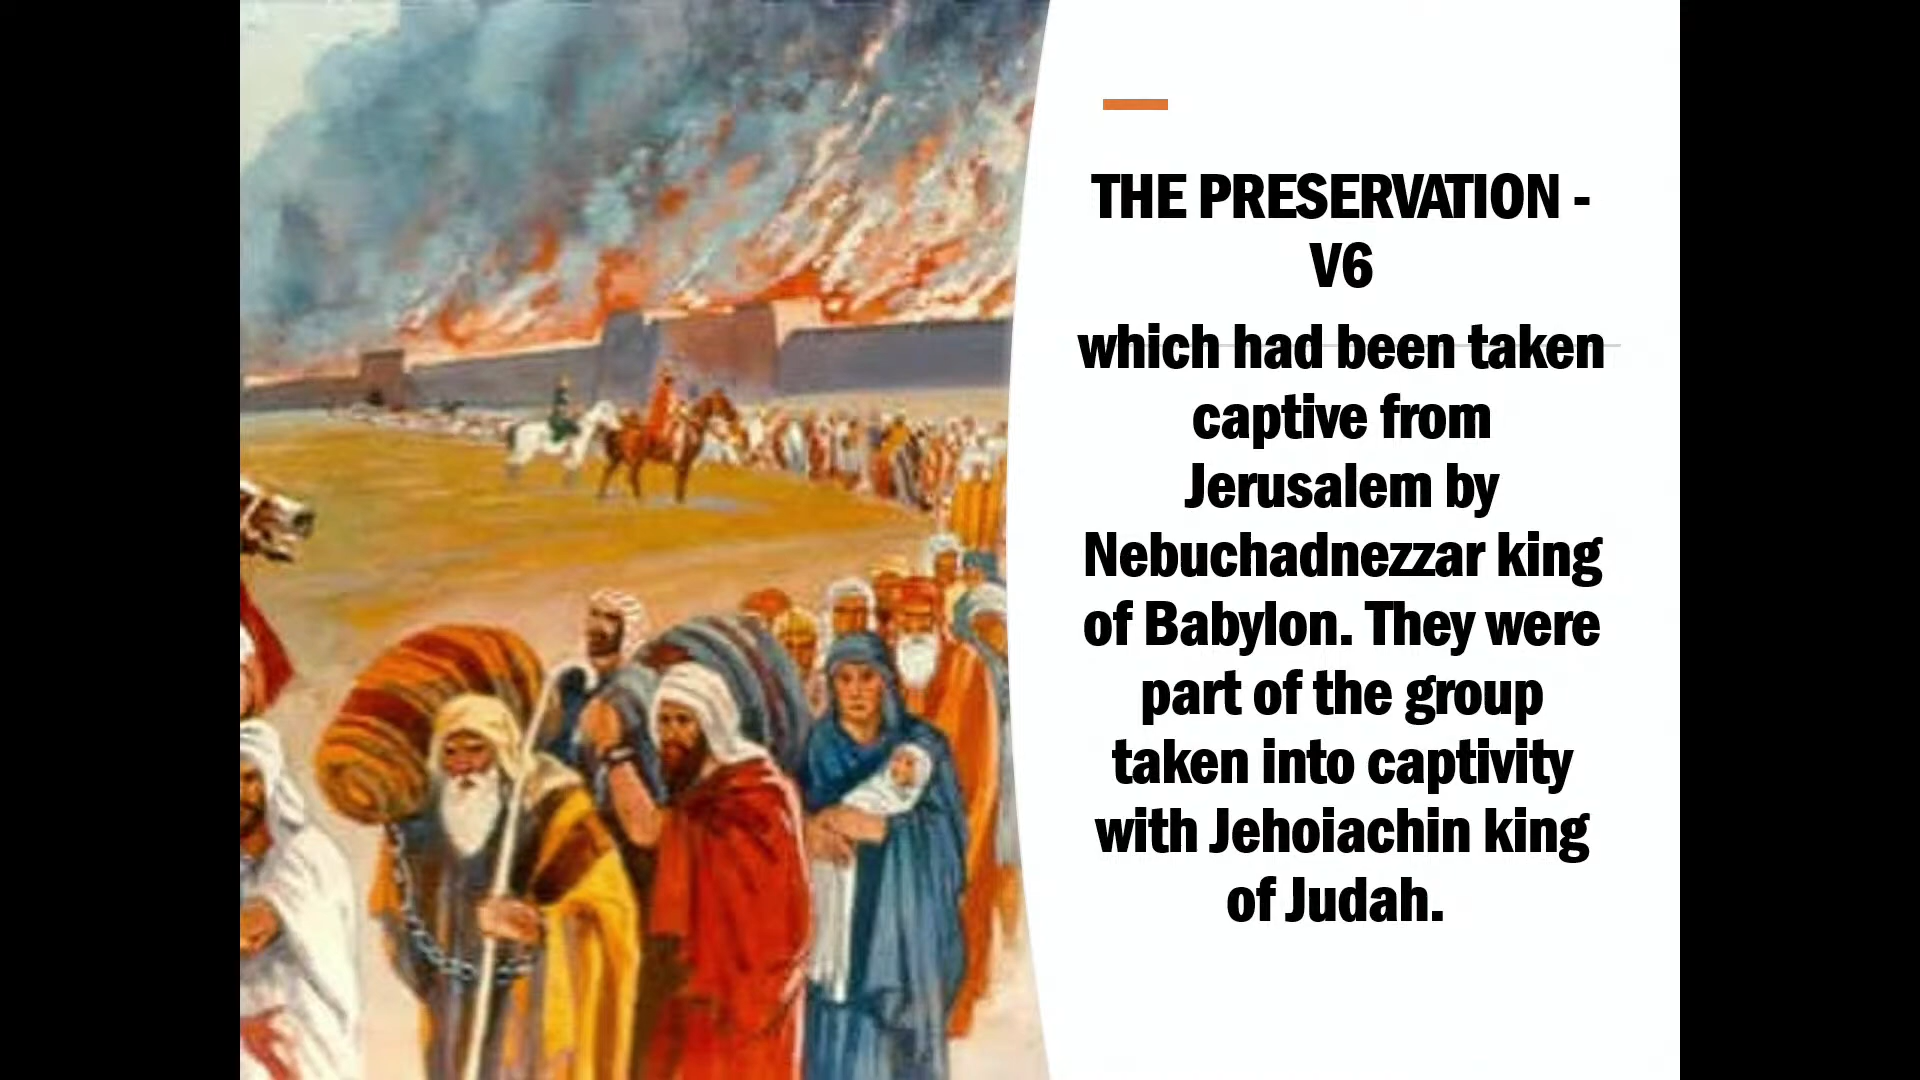 THE PRESERVATION -
V6
which had been taken
captive from
Jerusalem by
Nebuchadnezzar king
of Babylon. They were
part of the group
taken into captivity
with Jehoiachin king
of Judah.